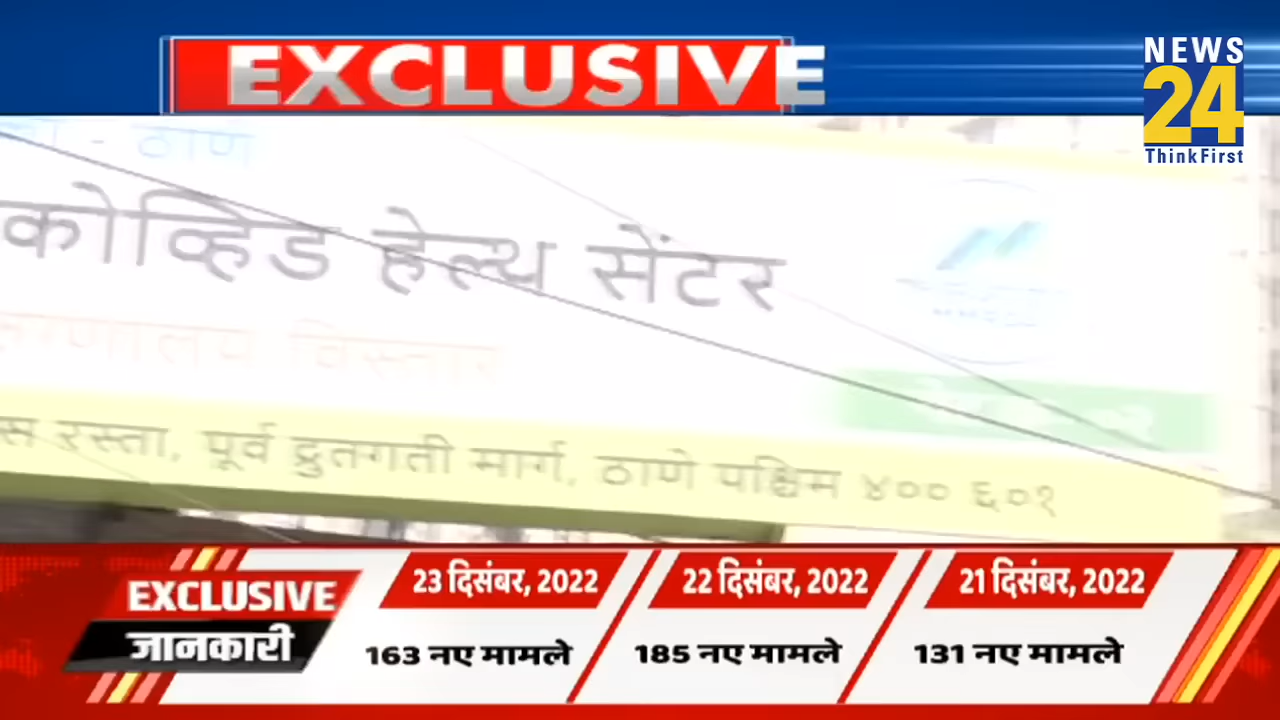 EXCLUSIVE
NEWS
24
ThinkFirst
- ठाणे
कोव्हिड हेल्थ सेंटर
रुग्णालय विस्तार
रस्ता, पूर्व द्रुतगती मार्ग, ठाणे पश्चिम ४०० ६०१
EXCLUSIVE
जानकारी
23 दिसंबर, 2022
22 दिसंबर, 2022
21 दिसंबर, 2022
163 नए मामले
185 नए मामले
131 नए मामले